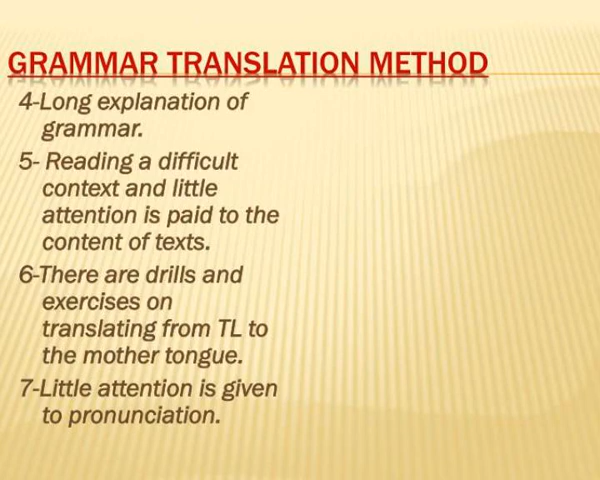 GRAMMAR TRANSLATION METHOD
4-Long explanation of
grammar.
5- Reading a difficult
context and little
attention is paid to the
content of texts.
6-There are drills and
exercises on
translating from TL to
the mother tongue.
7-Little attention is given
to pronunciation.